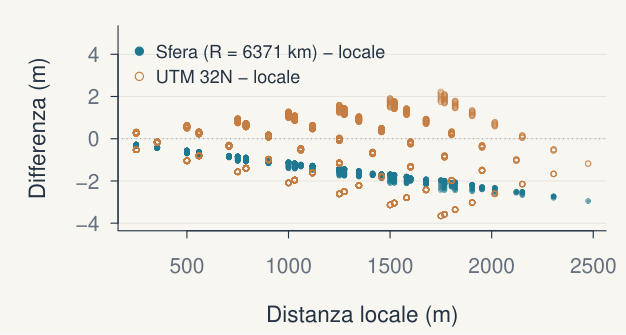 Sfera (R = 6371 km) − locale
UTM 32N − locale
Differenza (m)
4
2
0
−2
−4
500
1000
1500
2000
2500
Distanza locale (m)